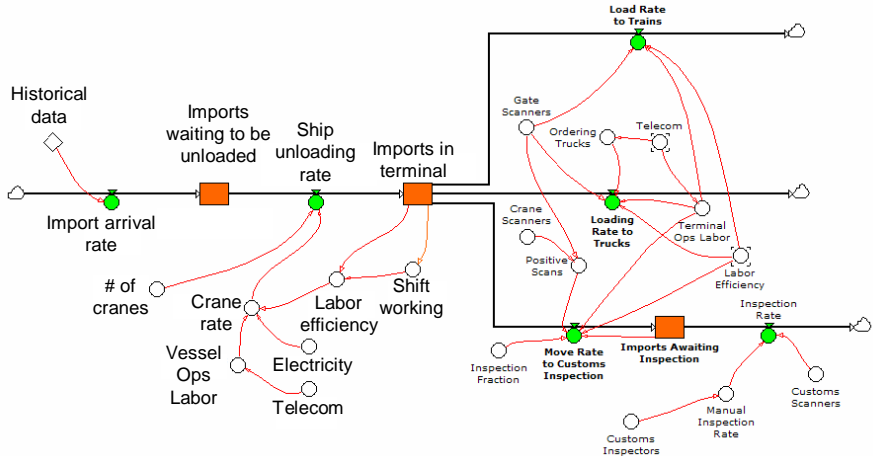 Load Rate
to Trains
Historical
data
Imports
waiting to be
unloaded
Ship
unloading
rate
Imports in
terminal
Gate
Scanners
Ordering
Trucks
Telecom
Import arrival
rate
Crane
Scanners
Loading
Rate to
Trucks
Terminal
Ops Labor
Positive
Scans
Labor
Efficiency
# of
cranes
Crane
rate
Labor
efficiency
Shift
working
Inspection
Rate
Vessel
Ops
Labor
Electricity
Telecom
Inspection
Fraction
Move Rate
to Customs
Inspection
Imports Awaiting
Inspection
Customs
Scanners
Manual
Inspection
Rate
Customs
Inspectors